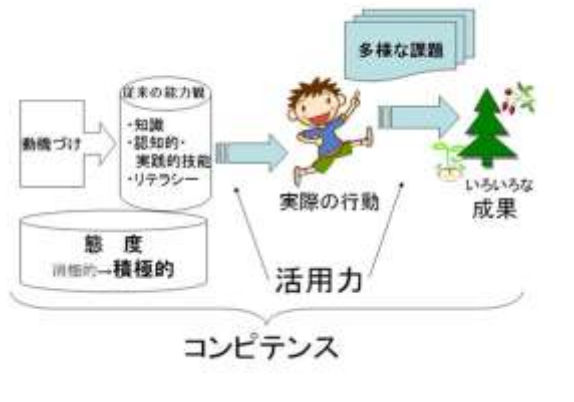 多様な課題
従来の能力観
動機づけ
・知識
・認知的・
実践的技能
・リテラシー
実際の行動
いろいろな
成果
態 度
消極的→積極的
活用力
コンピテンス